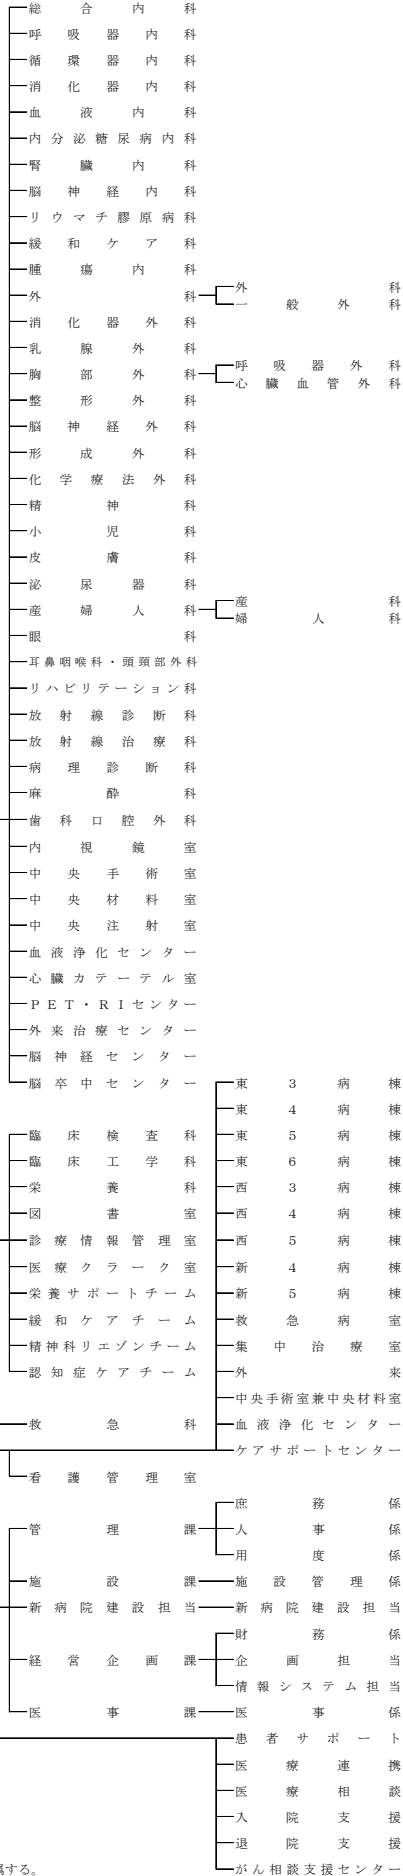 総合内科
呼吸器内科
循環器内科
消化器内科
血液内科
内分泌糖尿病内科
腎臓内科
脳神経内科
リウマチ膠原病科
緩和ケア科
腫瘍内科
外科
外科
一般外科
消化器外科
乳腺外科
胸部外科
呼吸器外科
心臓血管外科
整形外科
脳神経外科
形成外科
化学療法外科
精神科
小児科
皮膚科
泌尿器科
産婦人科
産科
婦人科
眼科
耳鼻咽喉科・頭頸部外科
リハビリテーション科
放射線診断科
放射線治療科
病理診断科
麻酔科
歯科口腔外科
内視鏡室
中央手術室
中央材料室
中央注射室
血液浄化センター
心臓カテーテル室
PET・RIセンター
外来治療センター
脳神経センター
脳卒中センター
東3病棟
東4病棟
臨床検査科
東5病棟
臨床工学科
東6病棟
栄養科
西3病棟
図書室
西4病棟
診療情報管理室
西5病棟
医療クラーク室
新4病棟
栄養サポートチーム
新5病棟
緩和ケアチーム
救急病室
精神科リエゾンチーム
集中治療室
認知症ケアチーム
外来
中央手術室兼中央材料室
救急科
血液浄化センター
ケアサポートセンター
看護管理室
庶務係
管理課
人事係
用度係
施設課
施設管理係
新病院建設担当
新病院建設担当
財務係
経営企画課
企画担当
情報システム担当
医事課
医事係
患者サポート
医療連携
医療相談
入院支援
退院支援
がん相談支援センター
属する。